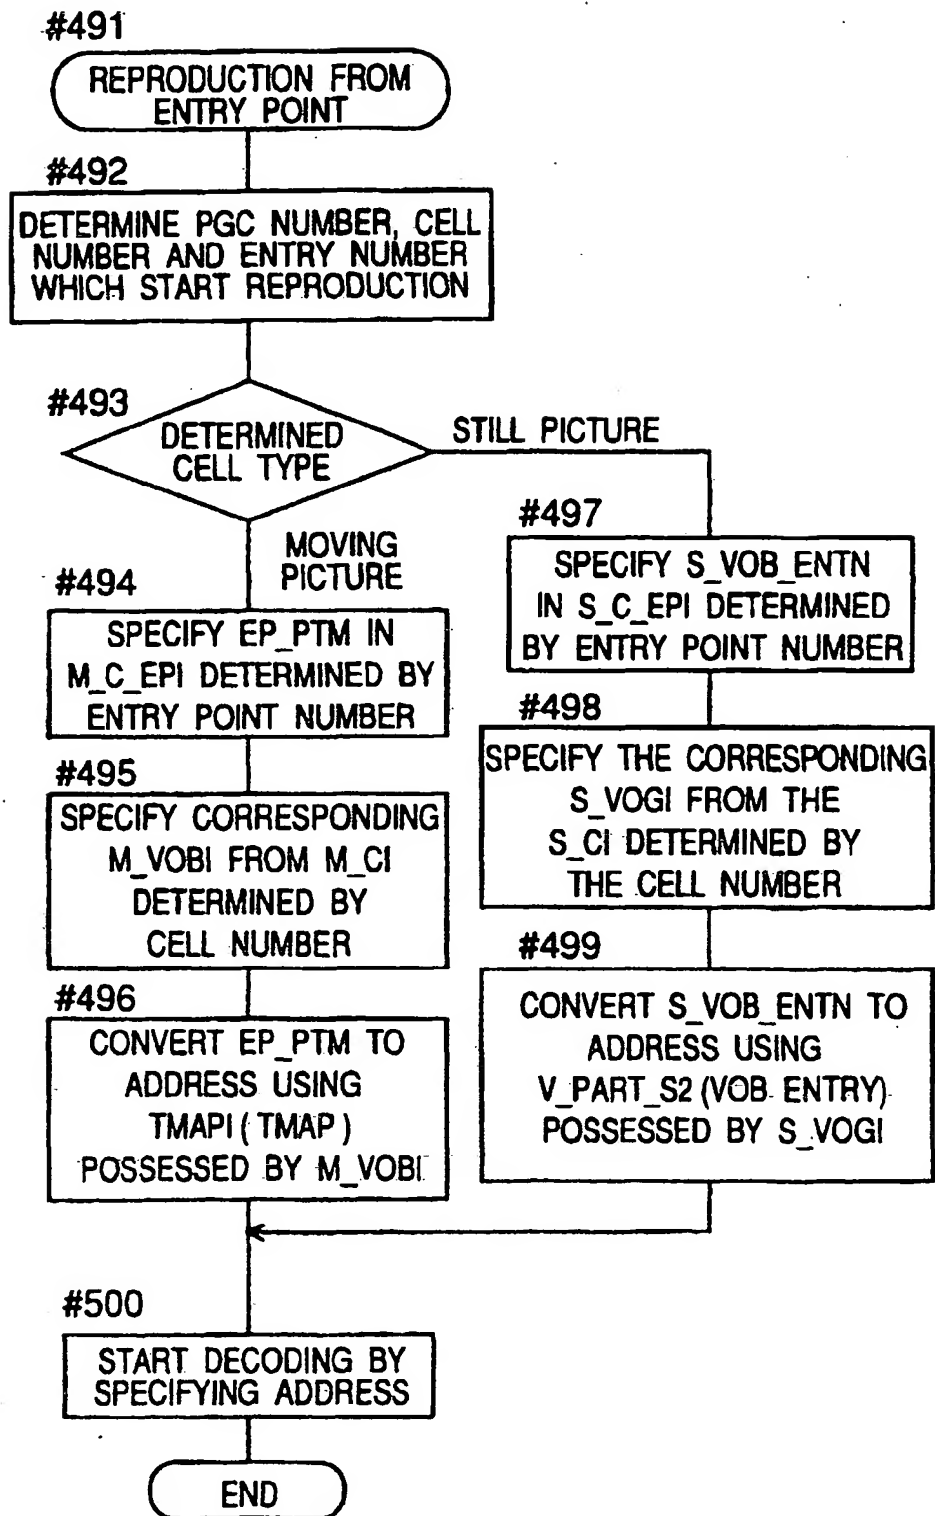 #491
REPRODUCTION FROM
ENTRY POINT
#492
DETERMINE PGC NUMBER, CELL
NUMBER AND ENTRY NUMBER
WHICH START REPRODUCTION
#493
DETERMINED
CELL TYPE
STILL PICTURE
MOVING
PICTURE
#494
SPECIFY EP_PTM IN
M_C_EPI DETERMINED BY
ENTRY POINT NUMBER
#495
SPECIFY CORRESPONDING
M_VOBI FROM M_CI
DETERMINED BY
CELL NUMBER
#496
CONVERT EP_PTM TO
ADDRESS USING
TMAPI (TMAP)
POSSESSED BY M_VOBI
#497
SPECIFY S_VOB_ENTN
IN S_C_EPI DETERMINED
BY ENTRY POINT NUMBER
#498
SPECIFY THE CORRESPONDING
S_VOGI FROM THE
S_CI DETERMINED BY
THE CELL NUMBER
#499
CONVERT S_VOB_ENTN TO
ADDRESS USING
V_PART_S2 (VOB ENTRY)
POSSESSED BY S_VOGI
#500
START DECODING BY
SPECIFYING ADDRESS
END